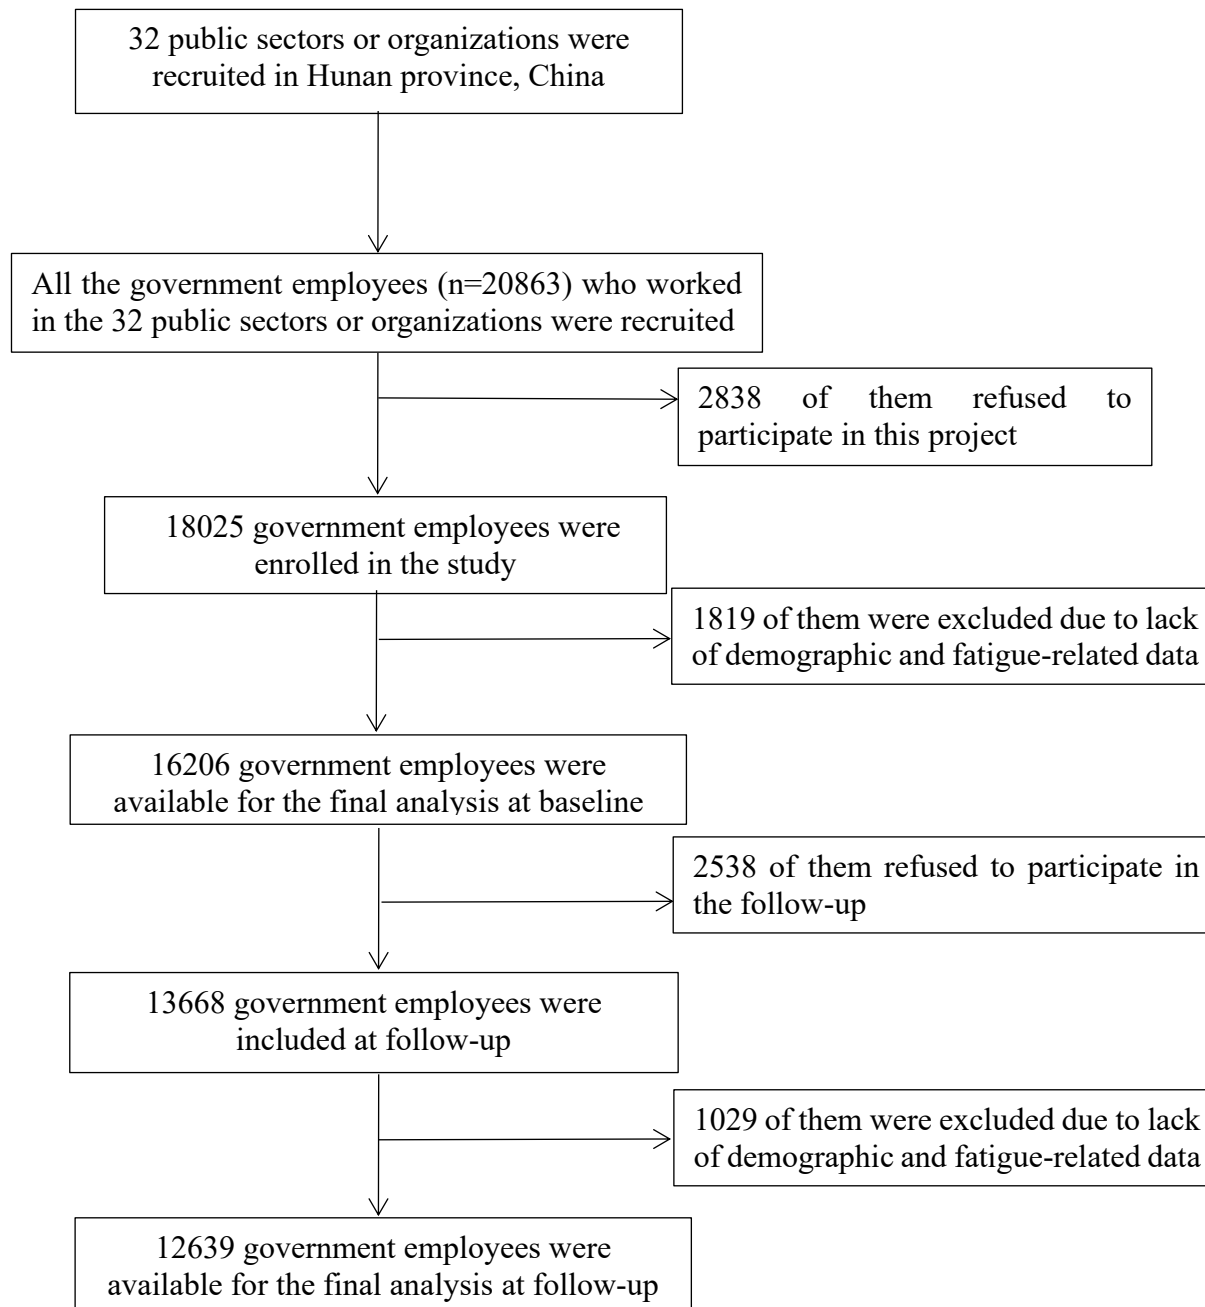 32 public sectors or organizations were
recruited in Hunan province, China
All the government employees (n=20863) who worked
in the 32 public sectors or organizations were recruited
2838 of them refused to
participate in this project
18025 government employees were
enrolled in the study
1819 of them were excluded due to lack
of demographic and fatigue-related data
16206 government employees were
available for the final analysis at baseline
2538 of them refused to participate in
the follow-up
13668 government employees were
included at follow-up
1029 of them were excluded due to lack
of demographic and fatigue-related data
12639 government employees were
available for the final analysis at follow-up